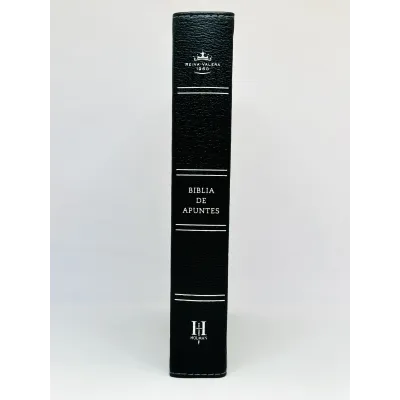 REINA-VALERA
1960
BIBLIA
DE
APUNTES
H
HOLMAN